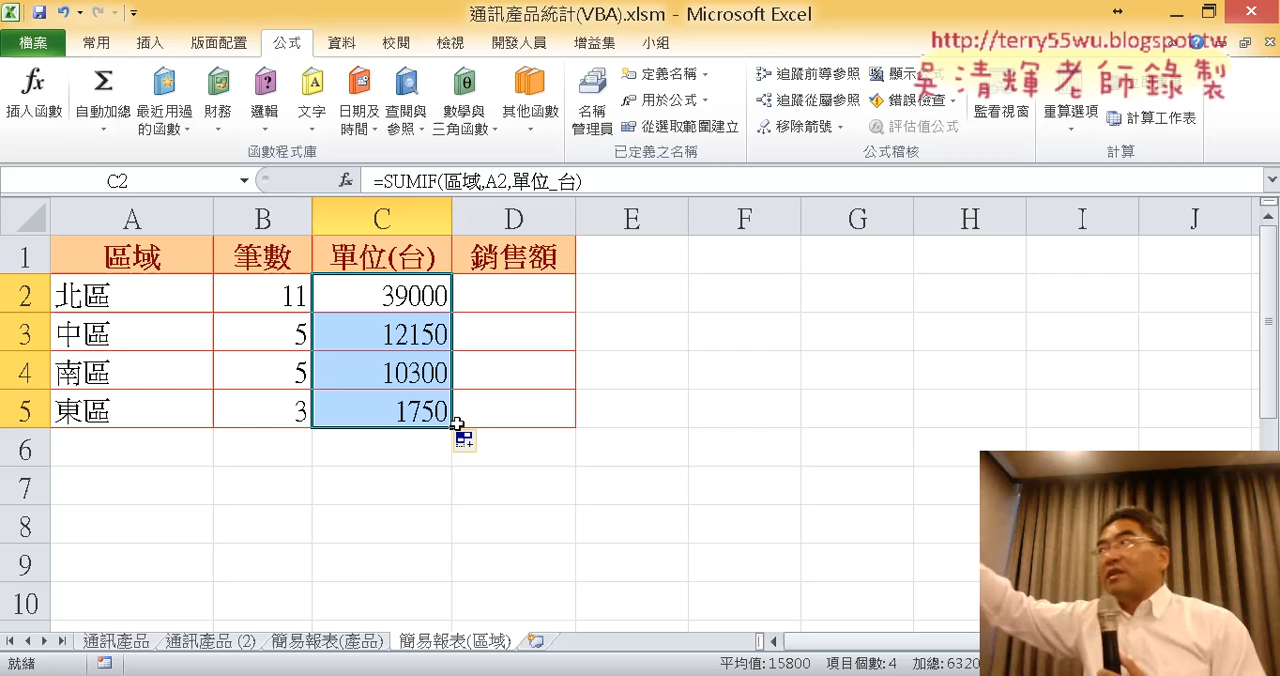 通訊產品統計(VBA).xlsm - Microsoft Excel
檔案 常用 插入 版面配置 公式 資料 校閱 檢視 開發人員 增益集 小組
http://terry55wu.blogspot.tw
吳清輝老師錄製
插入函數 自動加總 最近用過的函數 財務 邏輯 文字 日期及時間 查閱與參照 數學與三角函數 其他函數
函數程式庫
名稱管理員 定義名稱 用於公式 從選取範圍建立
已定義之名稱
追蹤前導參照 追蹤從屬參照 移除箭號 顯示 錯誤檢查 評估值公式 監看視窗
公式稽核
重算選項 計算工作表
計算
C2 fx =SUMIF(區域,A2,單位_台)
A B C D E F G H I J
1 區域 筆數 單位(台) 銷售額
2 北區 11 39000
3 中區 5 12150
4 南區 5 10300
5 東區 3 1750
6
7
8
9
10
通訊產品 通訊產品 (2) 簡易報表(產品) 簡易報表(區域)
就緒 平均值: 15800 項目個數: 4 加總: 6320